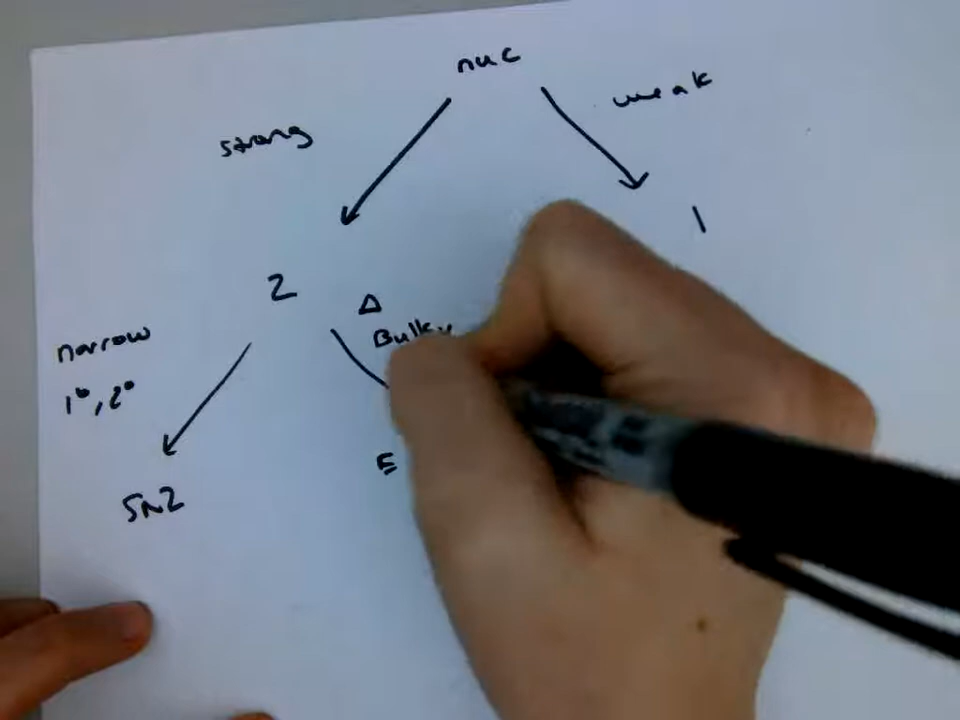 nuc
strong
weak
1
2
Δ
Bulky
narrow
1°, 2°
E
SN2